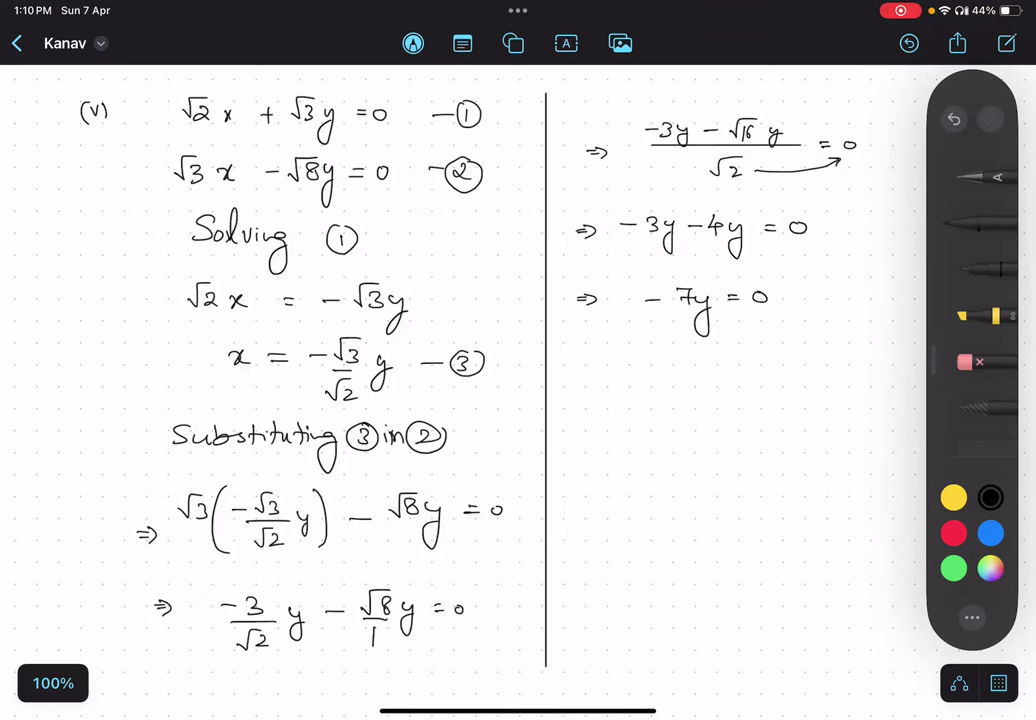 1:10 PM Sun 7 Apr
44%
Kanav
(v) √2 x + √3 y = 0 — ①
√3 x - √8y = 0 — ②
Solving ①
√2 x = - √3 y
x = -√3/√2 y — ③
Substituting ③ in ②
⇒ √3 ( -√3/√2 y ) - √8 y = 0
⇒ -3/√2 y - √8/1 y = 0
⇒ (-3y - √16 y)/√2 = 0
⇒ -3y - 4y = 0
⇒ - 7y = 0
100%